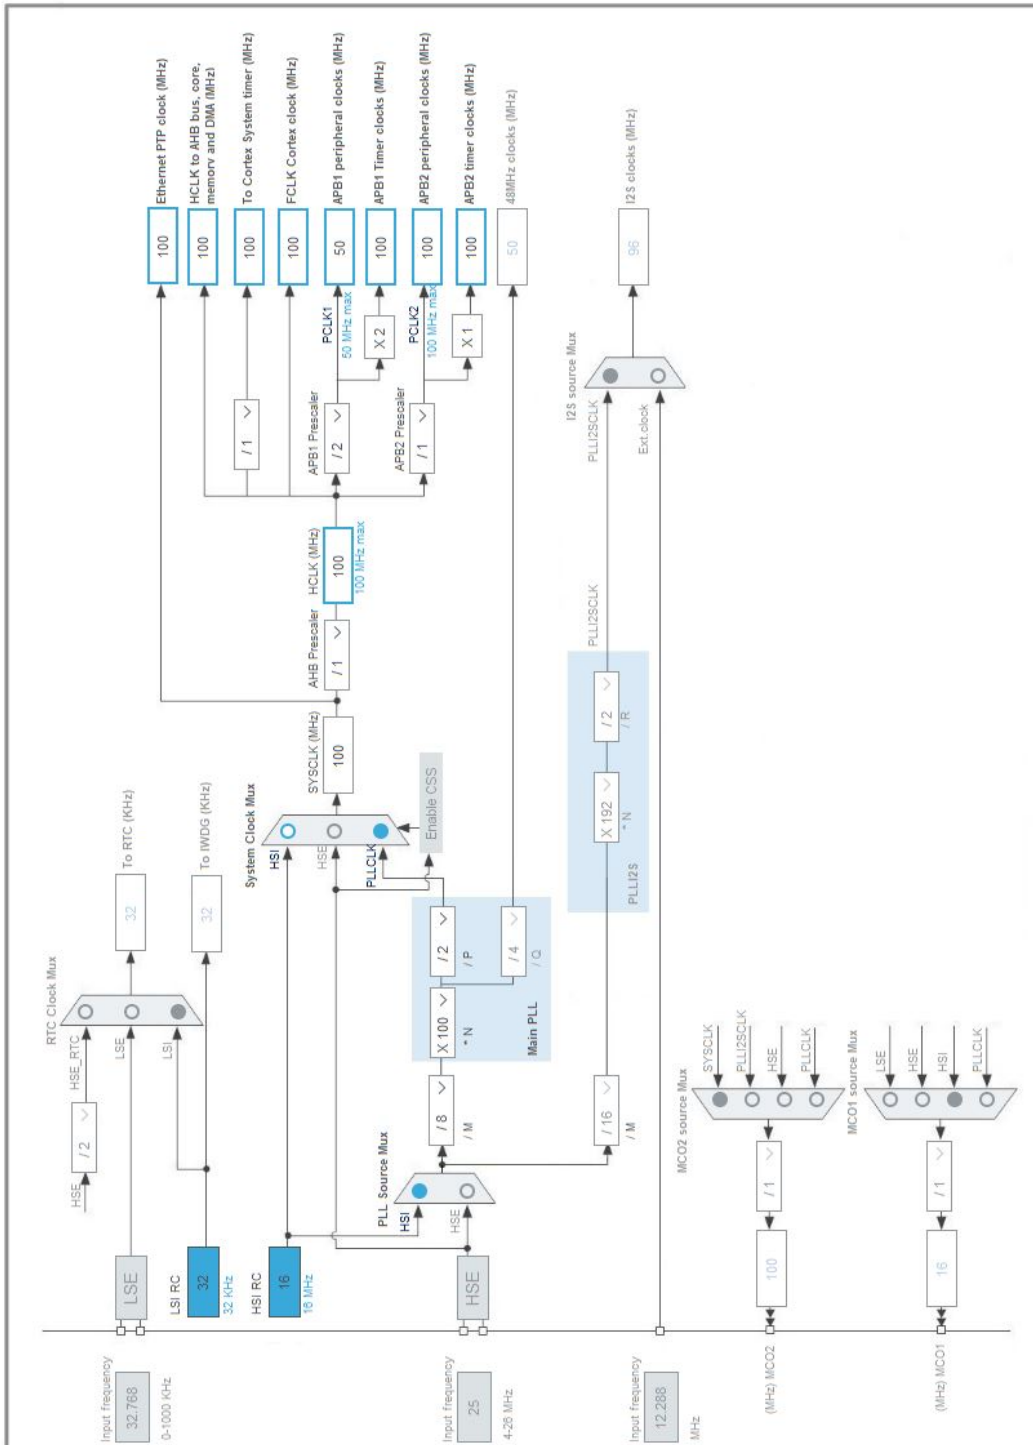 Input frequency
32.768
0-1000 KHz
LSE
HSE
/ 2
HSE_RTC
LSE
LSI
RTC Clock Mux
32
To RTC (KHz)
LSI RC
32
32 KHz
32
To IWDG (KHz)
HSI RC
16
16 MHz
Input frequency
25
4-26 MHz
HSE
PLL Source Mux
HSI
HSE
/ 8
/ M
X 100
* N
/ 2
/ P
/ 4
/ Q
Main PLL
System Clock Mux
HSI
HSE
PLLCLK
Enable CSS
SYSCLK (MHz)
100
AHB Prescaler
/ 1
HCLK (MHz)
100
100 MHz max
/ 1
APB1 Prescaler
/ 2
PCLK1
50 MHz max
X 2
APB2 Prescaler
/ 1
PCLK2
100 MHz max
X 1
100
Ethernet PTP clock (MHz)
100
HCLK to AHB bus, core,
memory and DMA (MHz)
100
To Cortex System timer (MHz)
100
FCLK Cortex clock (MHz)
50
APB1 peripheral clocks (MHz)
100
APB1 Timer clocks (MHz)
100
APB2 peripheral clocks (MHz)
100
APB2 timer clocks (MHz)
50
48MHz clocks (MHz)
/ 16
/ M
X 192
* N
/ 2
/ R
PLLI2S
PLLI2SCLK
PLLI2SCLK
Ext.clock
I2S source Mux
96
I2S clocks (MHz)
Input frequency
12.288
MHz
(MHz) MCO2
100
/ 1
MCO2 source Mux
SYSCLK
PLLI2SCLK
HSE
PLLCLK
(MHz) MCO1
16
/ 1
MCO1 source Mux
LSE
HSE
HSI
PLLCLK